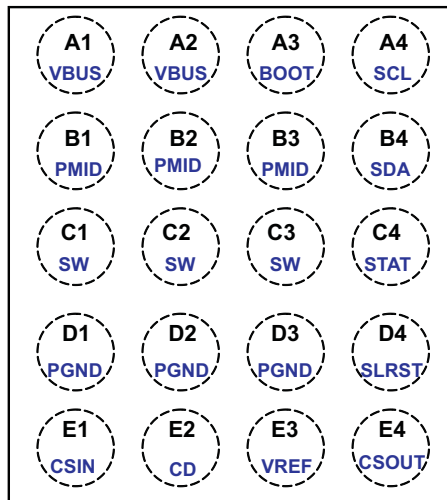 A1 A2 A3 A4
VBUS VBUS BOOT SCL
B1 B2 B3 B4
PMID PMID PMID SDA
C1 C2 C3 C4
SW SW SW STAT
D1 D2 D3 D4
PGND PGND PGND SLRST
E1 E2 E3 E4
CSIN CD VREF CSOUT